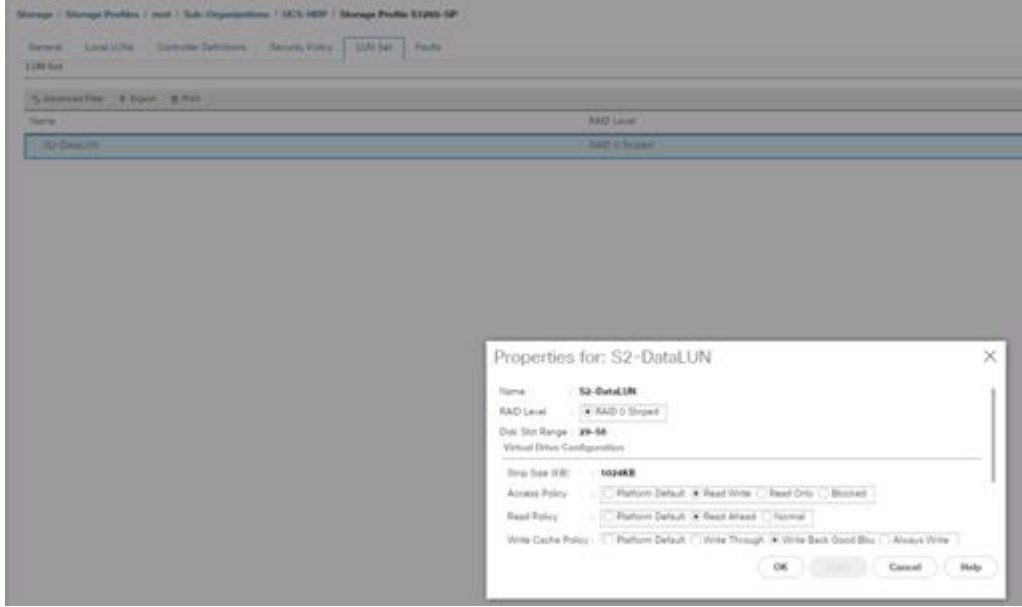 Storage / Storage Profiles / root / Sub-Organizations / UCS-HDP / Storage Profile S3260-SP
General Local LUNs Controller Definitions Security Policy LUN Set Faults
LUN Set
Advanced Filter Export Print
Name RAID Level
S2-DataLUN RAID 0 Striped
Properties for: S2-DataLUN
Name : S2-DataLUN
RAID Level : RAID 0 Striped
Disk Slot Range : 29-56
Virtual Drive Configuration
Strip Size (KB) : 1024KB
Access Policy : Platform Default Read Write Read Only Blocked
Read Policy : Platform Default Read Ahead Normal
Write Cache Policy : Platform Default Write Through Write Back Good Bbu Always Write
OK Cancel Help